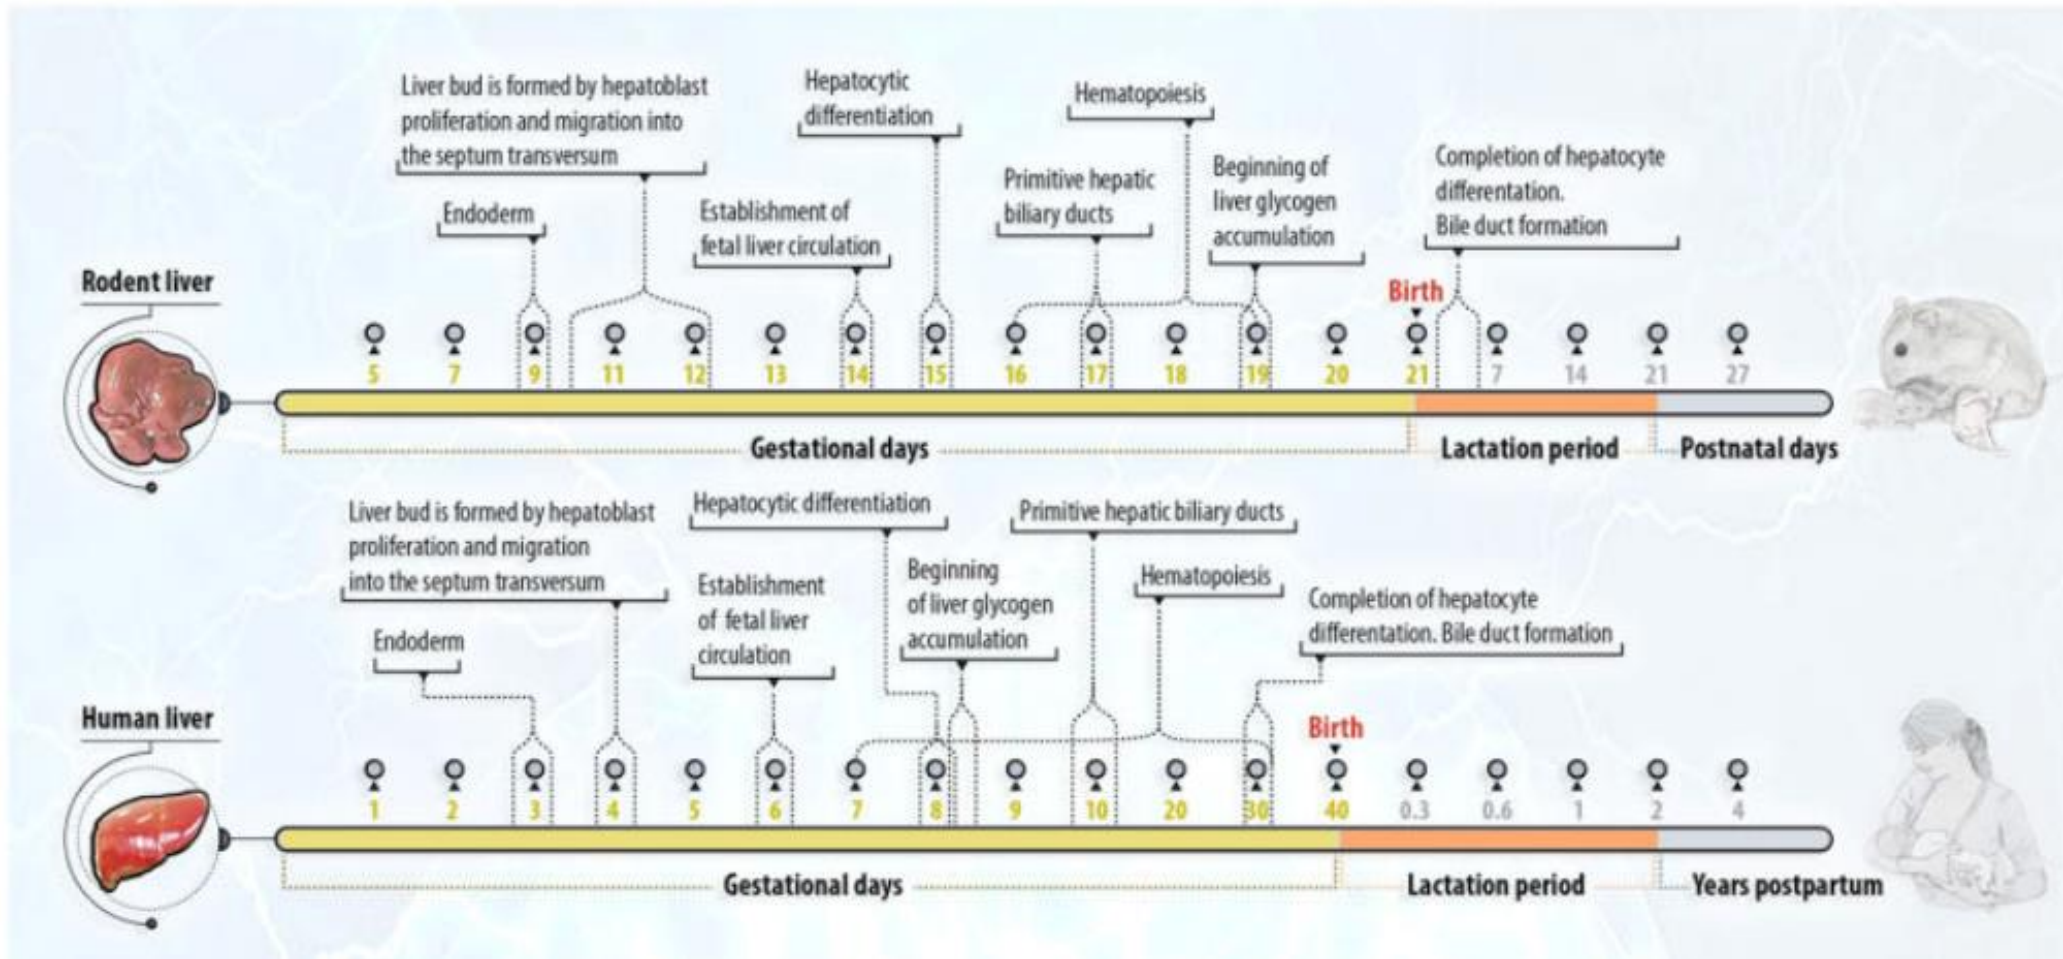 Liver bud is formed by hepatoblast
proliferation and migration into
the septum transversum
Hepatocytic
differentiation
Hematopoiesis
Endoderm
Establishment of
fetal liver circulation
Primitive hepatic
biliary ducts
Beginning of
liver glycogen
accumulation
Completion of hepatocyte
differentation.
Bile duct formation
Rodent liver
Birth
5 7 9 11 12 13 14 15 16 17 18 19 20 21 7 14 21 27
Gestational days Lactation period Postnatal days
Liver bud is formed by hepatoblast
proliferation and migration
into the septum transversum
Hepatocytic differentiation
Primitive hepatic biliary ducts
Endoderm
Establishment
of fetal liver
circulation
Beginning
of liver glycogen
accumulation
Hematopoiesis
Completion of hepatocyte
differentation. Bile duct formation
Human liver
Birth
1 2 3 4 5 6 7 8 9 10 20 30 40 0.3 0.6 1 2 4
Gestational days Lactation period Years postpartum